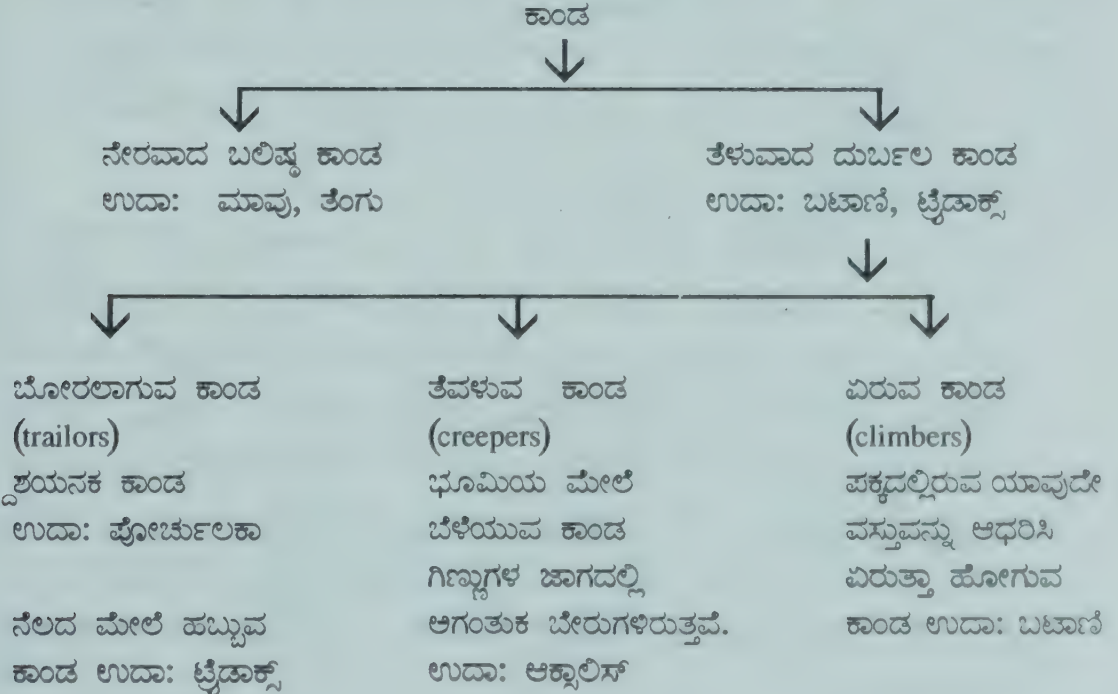 ಕಾಂಡ
ನೇರವಾದ ಬಲಿಷ್ಠ ಕಾಂಡ
ಉದಾ: ಮಾವು, ತೆಂಗು
ತೆಳುವಾದ ದುರ್ಬಲ ಕಾಂಡ
ಉದಾ: ಬಟಾಣಿ, ಟ್ರೈಡಾಕ್ಸ್
ಬೋರಲಾಗುವ ಕಾಂಡ
(trailors)
ಶಯನಕ ಕಾಂಡ
ಉದಾ: ಪೋರ್ಚುಲಕಾ
ನೆಲದ ಮೇಲೆ ಹಬ್ಬುವ
ಕಾಂಡ ಉದಾ: ಟ್ರೈಡಾಕ್ಸ್
ತೆವಳುವ ಕಾಂಡ
(creepers)
ಭೂಮಿಯ ಮೇಲೆ
ಬೆಳೆಯುವ ಕಾಂಡ
ಗಿಣ್ಣುಗಳ ಜಾಗದಲ್ಲಿ
ಆಗಂತುಕ ಬೇರುಗಳಿರುತ್ತವೆ.
ಉದಾ: ಆಕ್ಸಾಲಿಸ್
ಏರುವ ಕಾಂಡ
(climbers)
ಪಕ್ಕದಲ್ಲಿರುವ ಯಾವುದೇ
ವಸ್ತುವನ್ನು ಆಧರಿಸಿ
ಏರುತ್ತಾ ಹೋಗುವ
ಕಾಂಡ ಉದಾ: ಬಟಾಣಿ